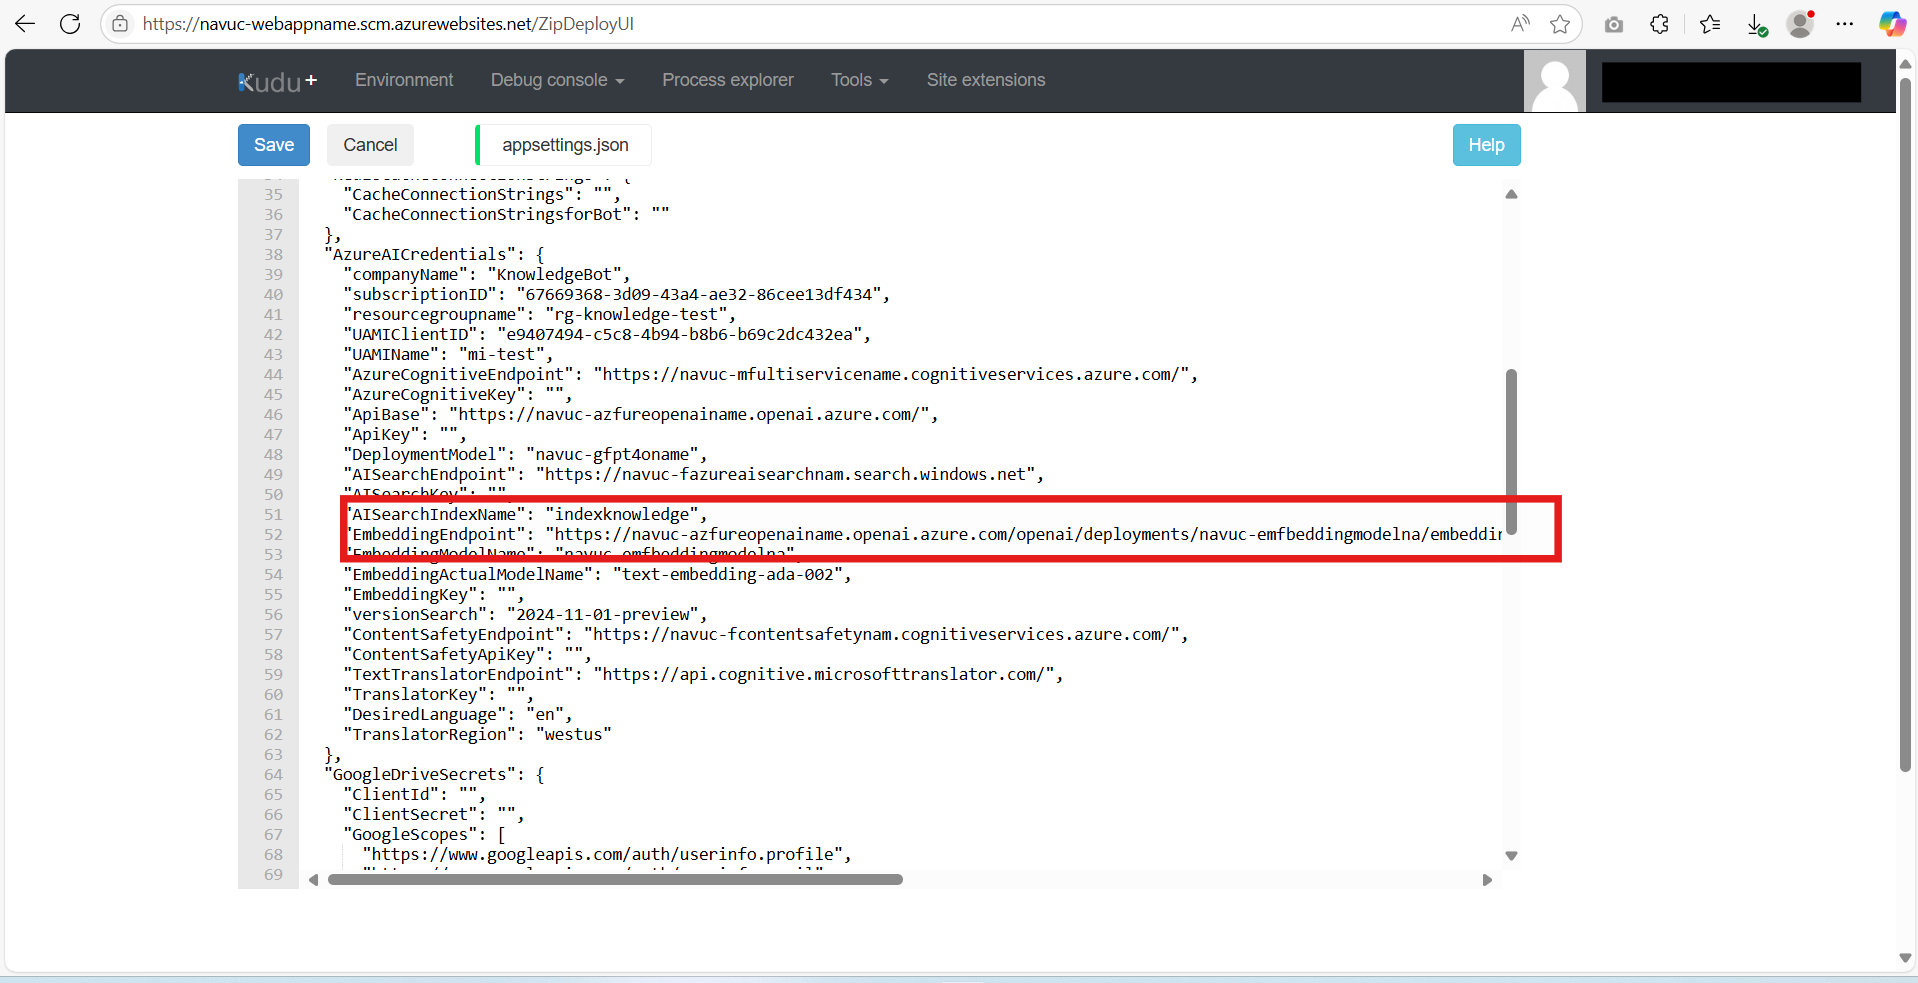 https://navuc-webappname.scm.azurewebsites.net/ZipDeployUI
Kudu+ Environment Debug console Process explorer Tools Site extensions
Save Cancel appsettings.json Help
35 "CacheConnectionStrings": "",
36 "CacheConnectionStringsforBot": ""
37 },
38 "AzureAICredentials": {
39 "companyName": "KnowledgeBot",
40 "subscriptionID": "67669368-3d09-43a4-ae32-86cee13df434",
41 "resourcegroupname": "rg-knowledge-test",
42 "UAMIClientID": "e9407494-c5c8-4b94-b8b6-b69c2dc432ea",
43 "UAMIName": "mi-test",
44 "AzureCognitiveEndpoint": "https://navuc-mfultiservicename.cognitiveservices.azure.com/",
45 "AzureCognitiveKey": "",
46 "ApiBase": "https://navuc-azfureopenainame.openai.azure.com/",
47 "ApiKey": "",
48 "DeploymentModel": "navuc-gfpt4oname",
49 "AISearchEndpoint": "https://navuc-fazureaisearchnam.search.windows.net",
50 "AISearchKey": "",
51 "AISearchIndexName": "indexknowledge",
52 "EmbeddingEndpoint": "https://navuc-azfureopenainame.openai.azure.com/openai/deployments/navuc-emfbeddingmodelna/embeddin
53 "EmbeddingModelName": "navuc-emfbeddingmodelna",
54 "EmbeddingActualModelName": "text-embedding-ada-002",
55 "EmbeddingKey": "",
56 "versionSearch": "2024-11-01-preview",
57 "ContentSafetyEndpoint": "https://navuc-fcontentsafetynam.cognitiveservices.azure.com/",
58 "ContentSafetyApiKey": "",
59 "TextTranslatorEndpoint": "https://api.cognitive.microsofttranslator.com/",
60 "TranslatorKey": "",
61 "DesiredLanguage": "en",
62 "TranslatorRegion": "westus"
63 },
64 "GoogleDriveSecrets": {
65 "ClientId": "",
66 "ClientSecret": "",
67 "GoogleScopes": [
68 "https://www.googleapis.com/auth/userinfo.profile",
69